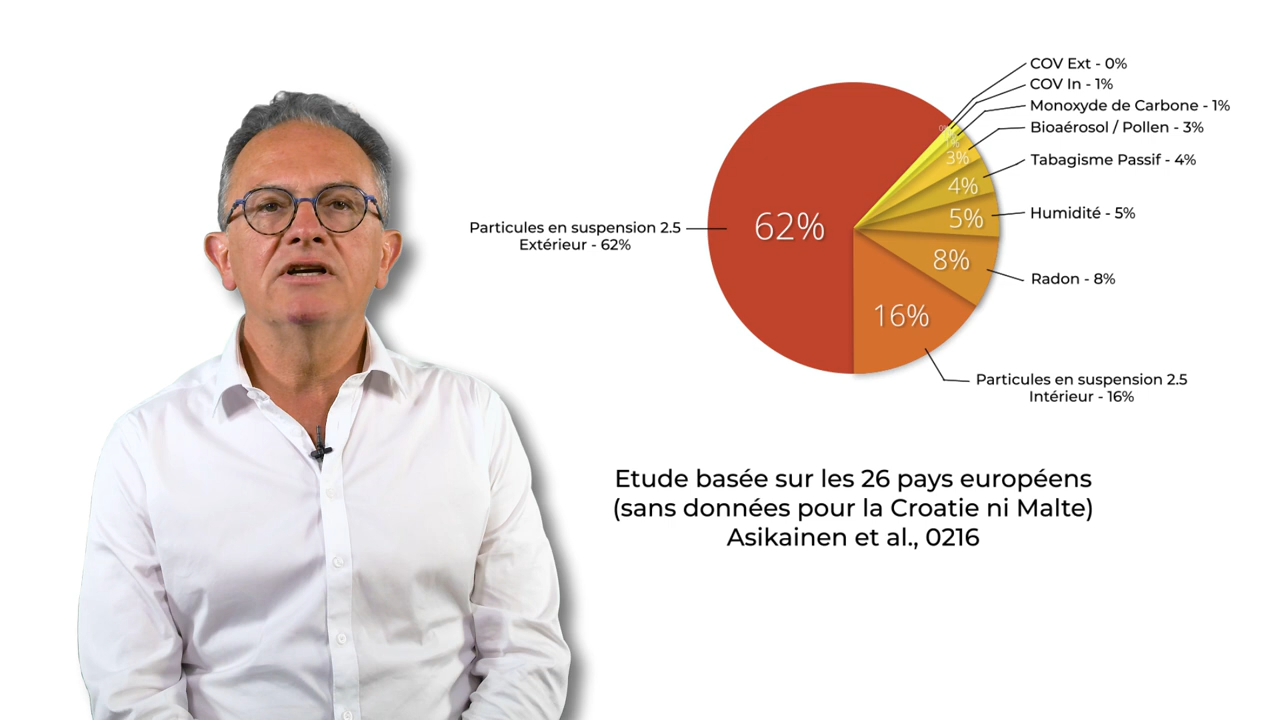 COV Ext - 0%
COV In - 1%
Monoxyde de Carbone - 1%
Bioaérosol / Pollen - 3%
3%
Tabagisme Passif - 4%
4%
Humidité - 5%
5%
Particules en suspension 2.5
Extérieur - 62%
62%
8%
Radon - 8%
16%
Particules en suspension 2.5
Intérieur - 16%
Etude basée sur les 26 pays européens
(sans données pour la Croatie ni Malte)
Asikainen et al., 0216